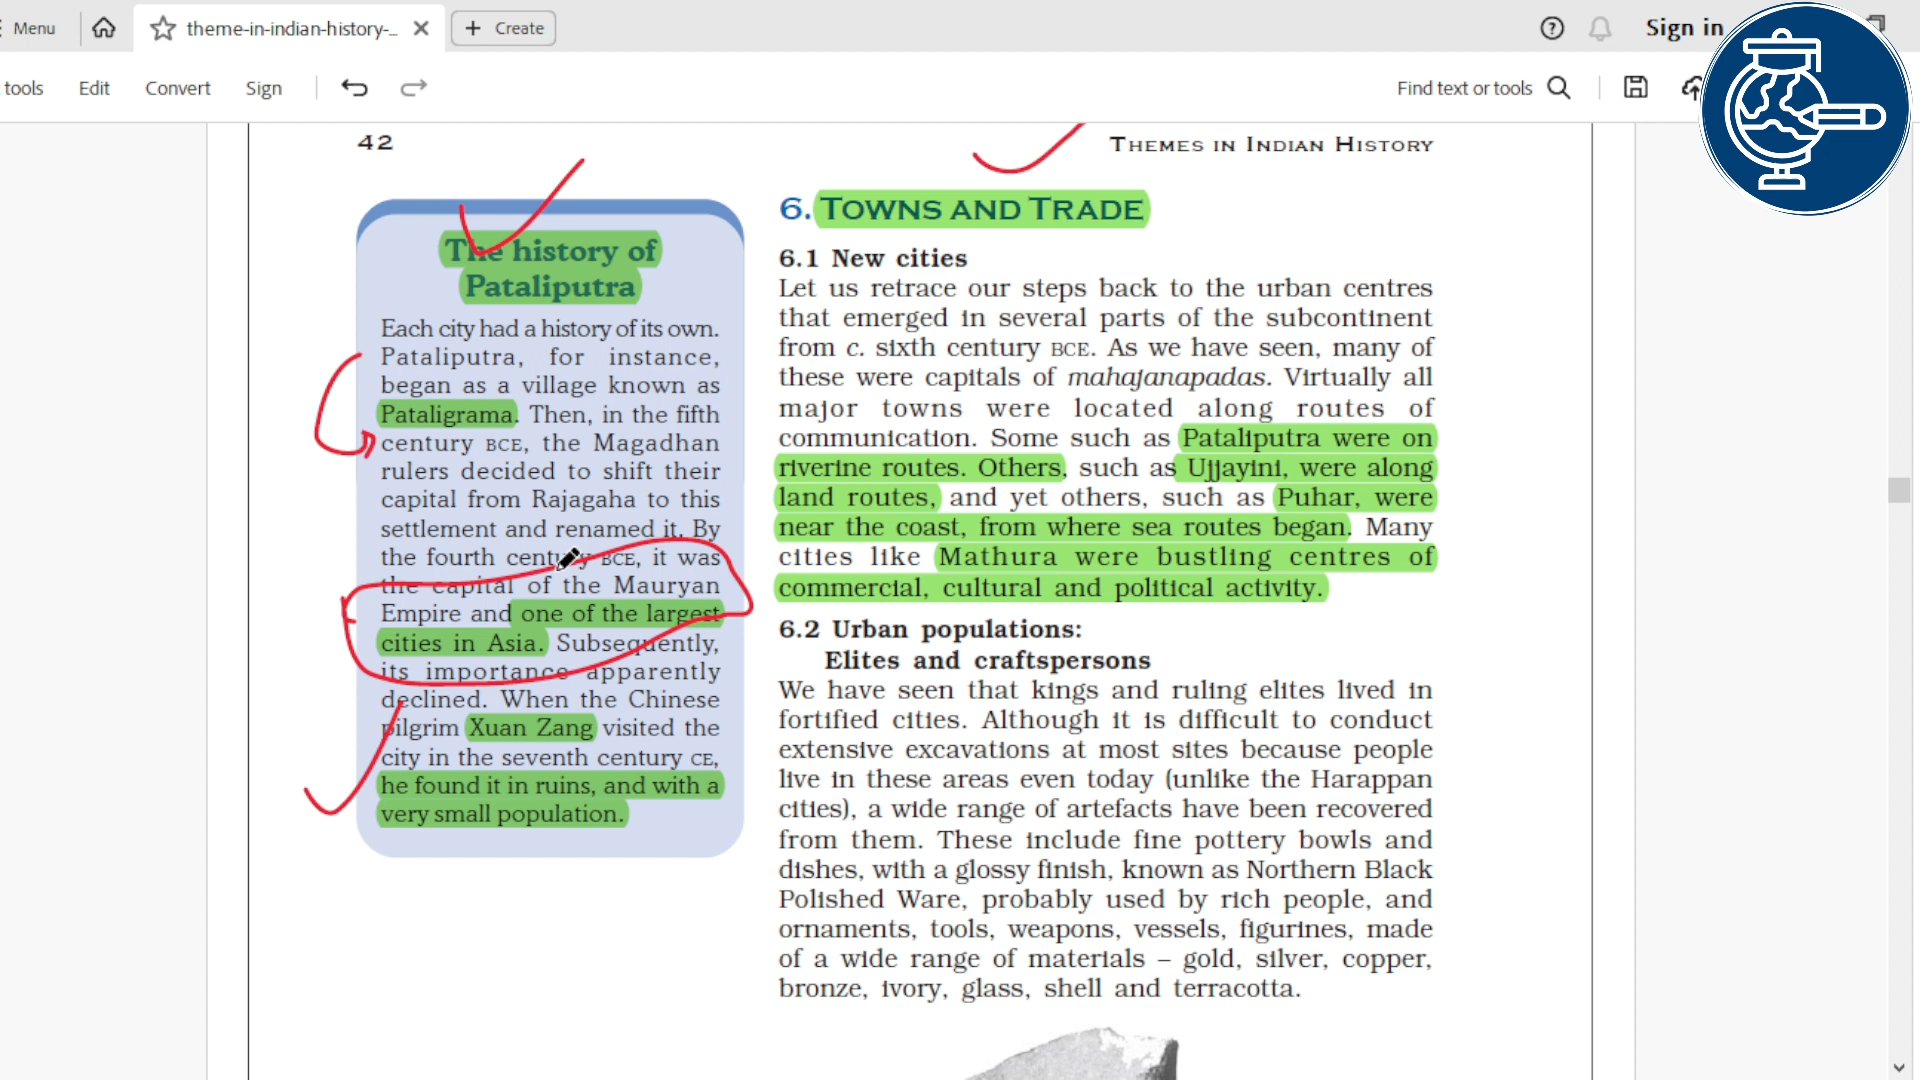 Menu
theme-in-indian-history-...
Create
Sign in
tools
Edit
Convert
Sign
Find text or tools
42
THEMES IN INDIAN HISTORY
The history of
Pataliputra
Each city had a history of its own.
Pataliputra, for instance,
began as a village known as
Pataligrama. Then, in the fifth
century BCE, the Magadhan
rulers decided to shift their
capital from Rajagaha to this
settlement and renamed it. By
the fourth century BCE, it was
the capital of the Mauryan
Empire and one of the largest
cities in Asia. Subsequently,
its importance apparently
declined. When the Chinese
pilgrim Xuan Zang visited the
city in the seventh century CE,
he found it in ruins, and with a
very small population.
6. TOWNS AND TRADE
6.1 New cities
Let us retrace our steps back to the urban centres
that emerged in several parts of the subcontinent
from c. sixth century BCE. As we have seen, many of
these were capitals of mahajanapadas. Virtually all
major towns were located along routes of
communication. Some such as Pataliputra were on
riverine routes. Others, such as Ujjayini, were along
land routes, and yet others, such as Puhar, were
near the coast, from where sea routes began. Many
cities like Mathura were bustling centres of
commercial, cultural and political activity.
6.2 Urban populations:
Elites and craftspersons
We have seen that kings and ruling elites lived in
fortified cities. Although it is difficult to conduct
extensive excavations at most sites because people
live in these areas even today (unlike the Harappan
cities), a wide range of artefacts have been recovered
from them. These include fine pottery bowls and
dishes, with a glossy finish, known as Northern Black
Polished Ware, probably used by rich people, and
ornaments, tools, weapons, vessels, figurines, made
of a wide range of materials – gold, silver, copper,
bronze, ivory, glass, shell and terracotta.